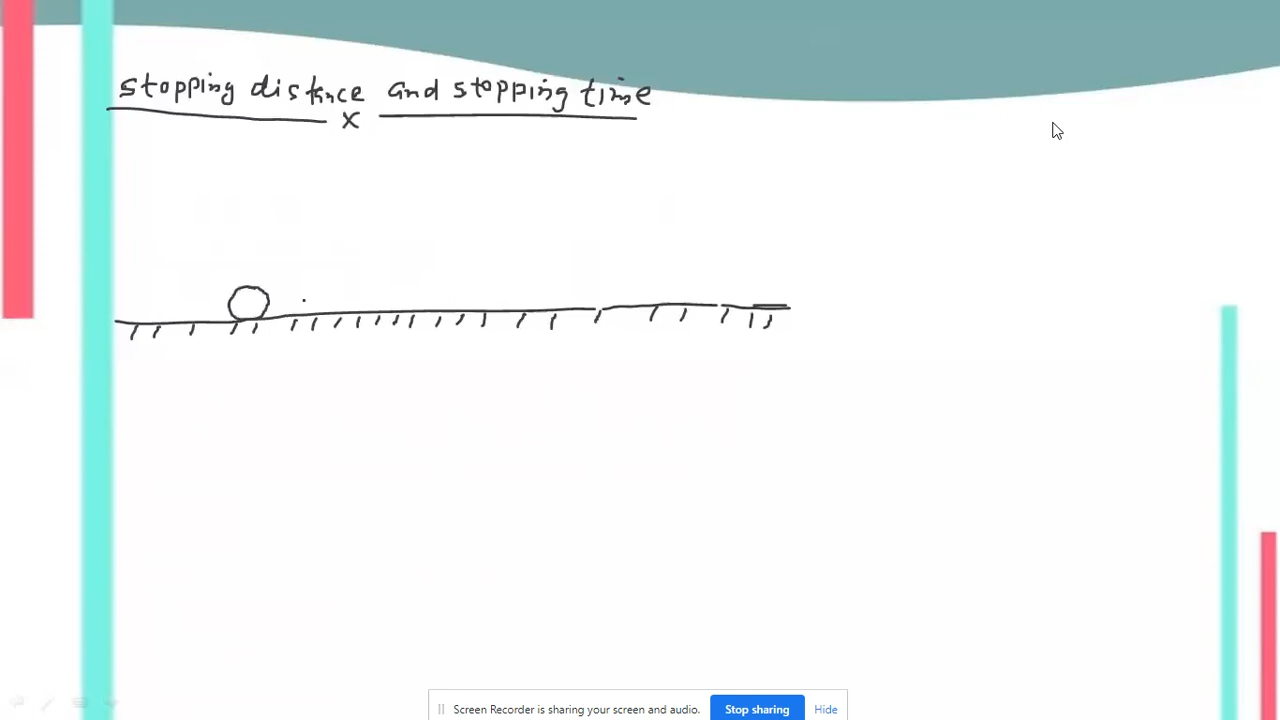 stopping distance and stopping time
x
Screen Recorder is sharing your screen and audio. Stop sharing Hide